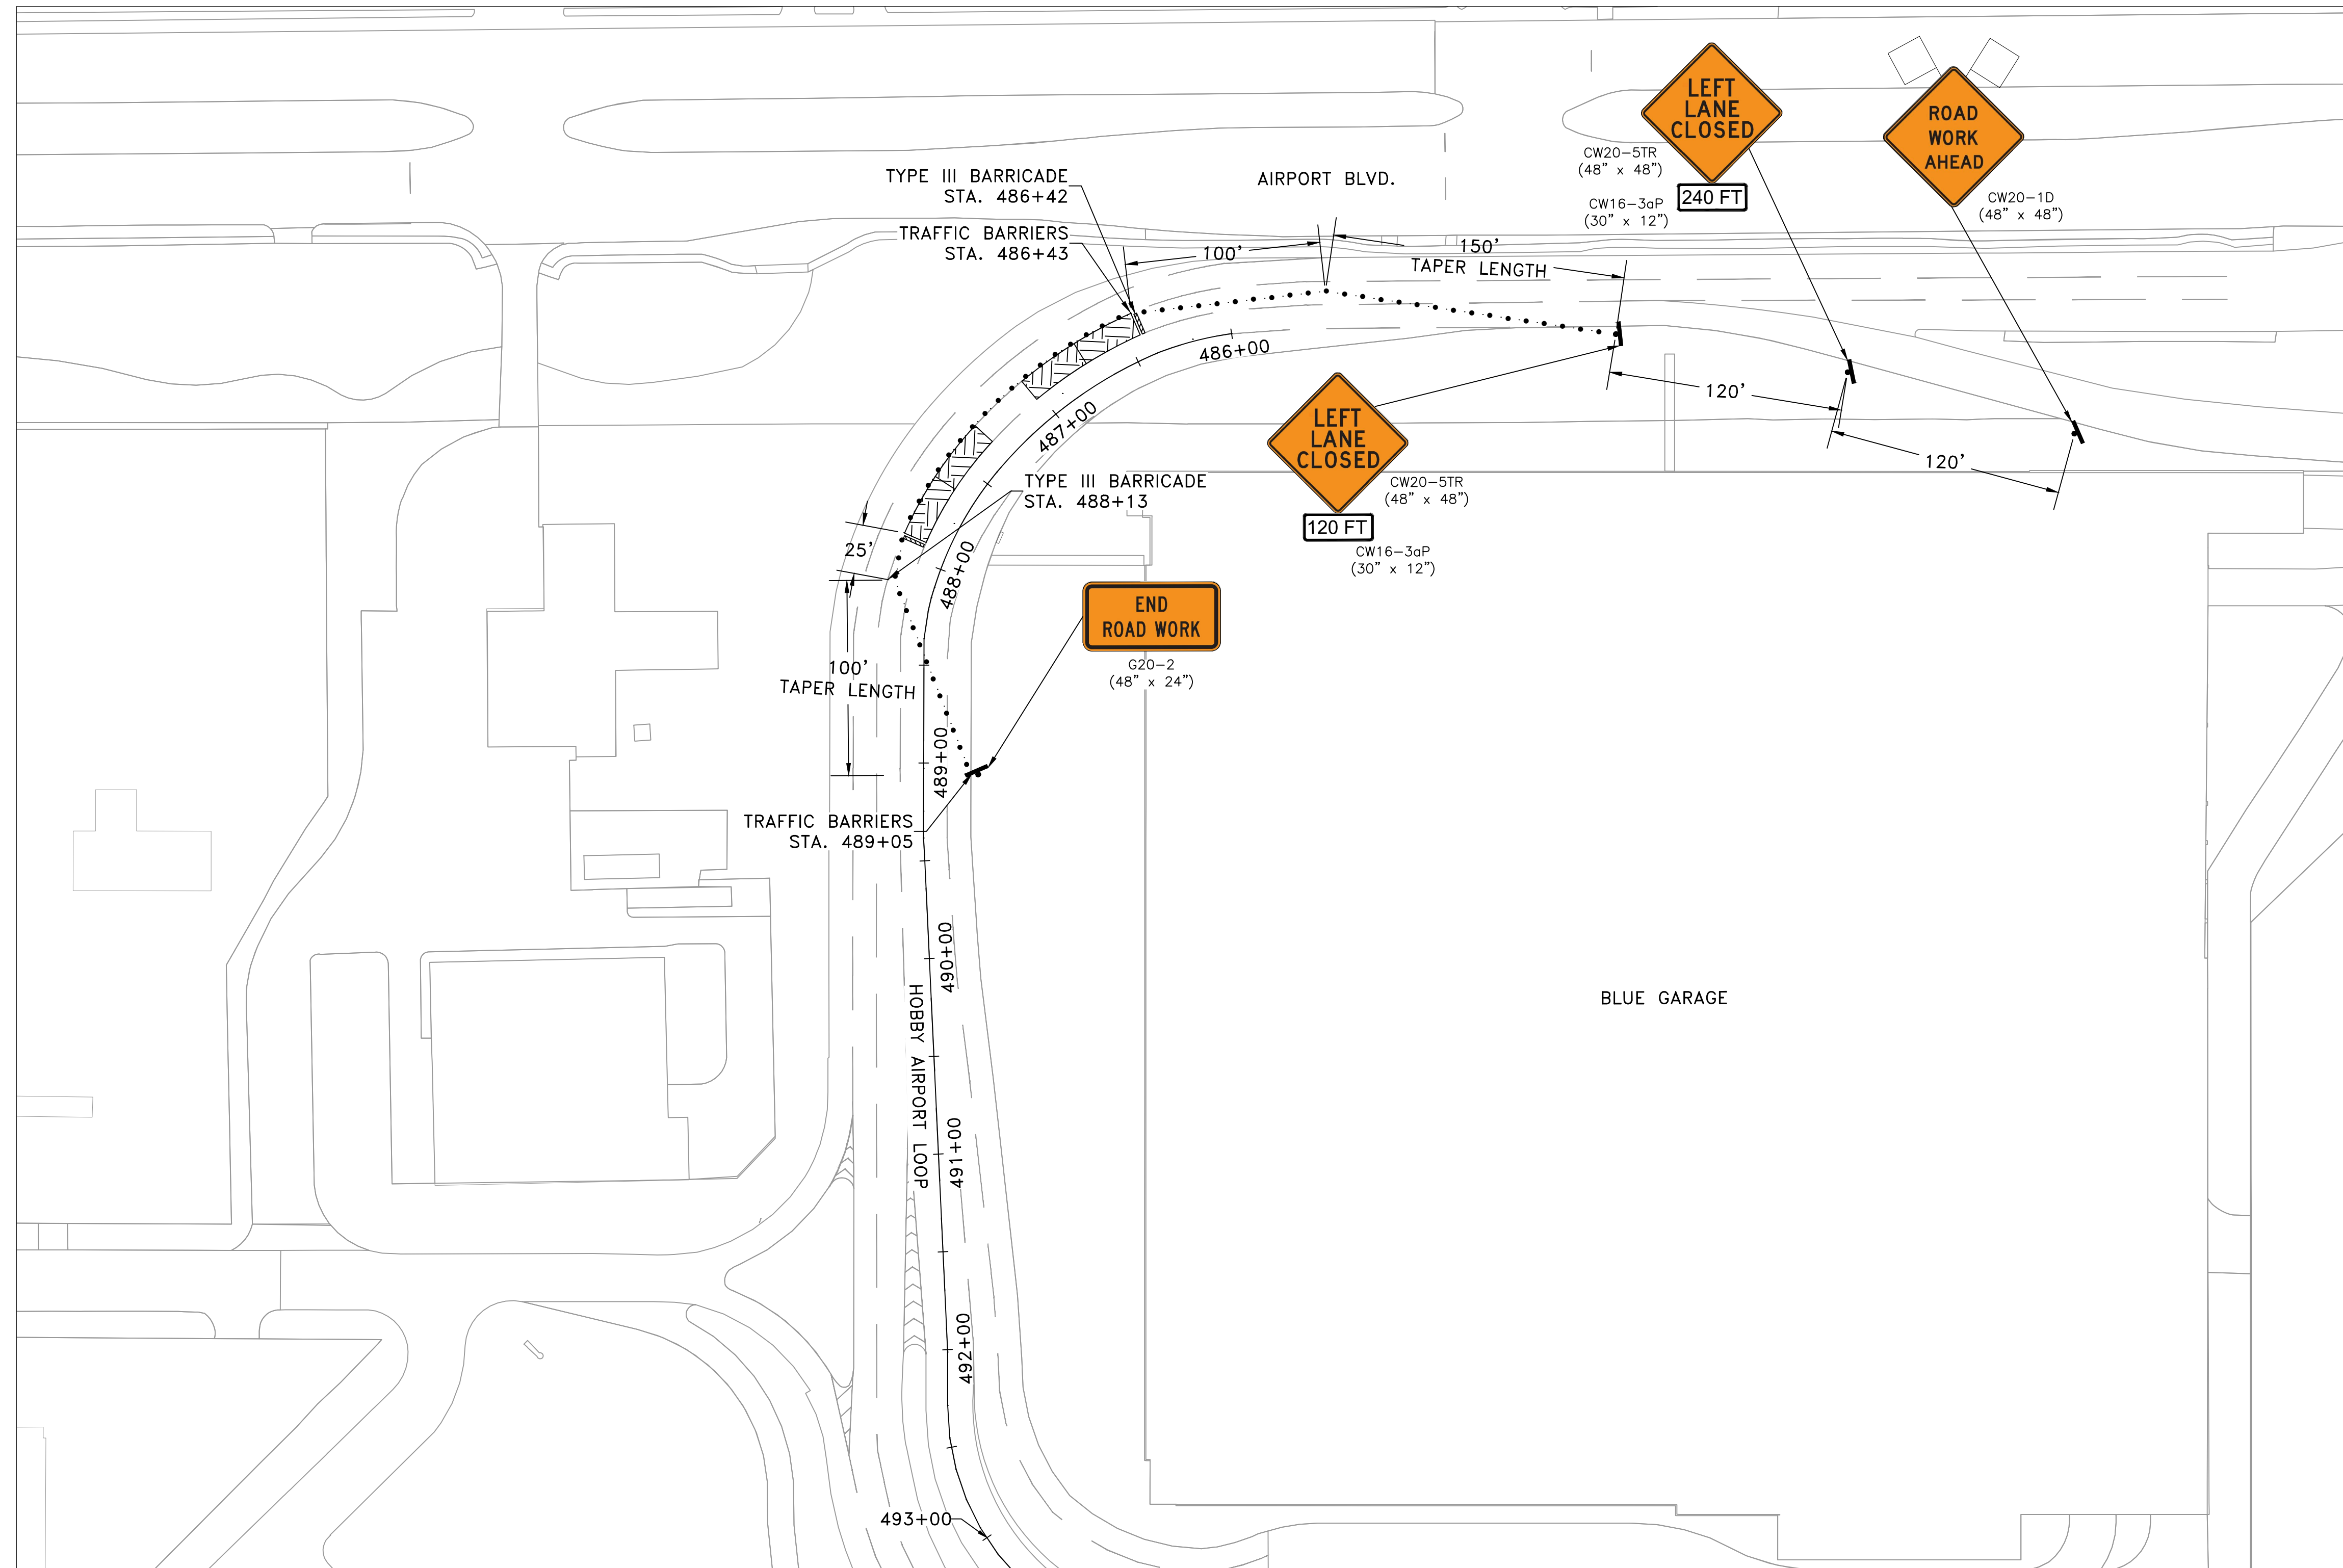 LEFT
LANE
CLOSED
CW20-5TR
(48" x 48")
240 FT
CW16-3aP
(30" x 12")
ROAD
WORK
AHEAD
CW20-1D
(48" x 48")
TYPE III BARRICADE
STA. 486+42
AIRPORT BLVD.
TRAFFIC BARRIERS
STA. 486+43
100'
150'
TAPER LENGTH
486+00
120'
120'
487+00
LEFT
LANE
CLOSED
CW20-5TR
(48" x 48")
120 FT
CW16-3aP
(30" x 12")
TYPE III BARRICADE
STA. 488+13
25'
488+00
END
ROAD WORK
G20-2
(48" x 24")
100'
TAPER LENGTH
489+00
TRAFFIC BARRIERS
STA. 489+05
490+00
HOBBY AIRPORT LOOP
BLUE GARAGE
491+00
492+00
493+00